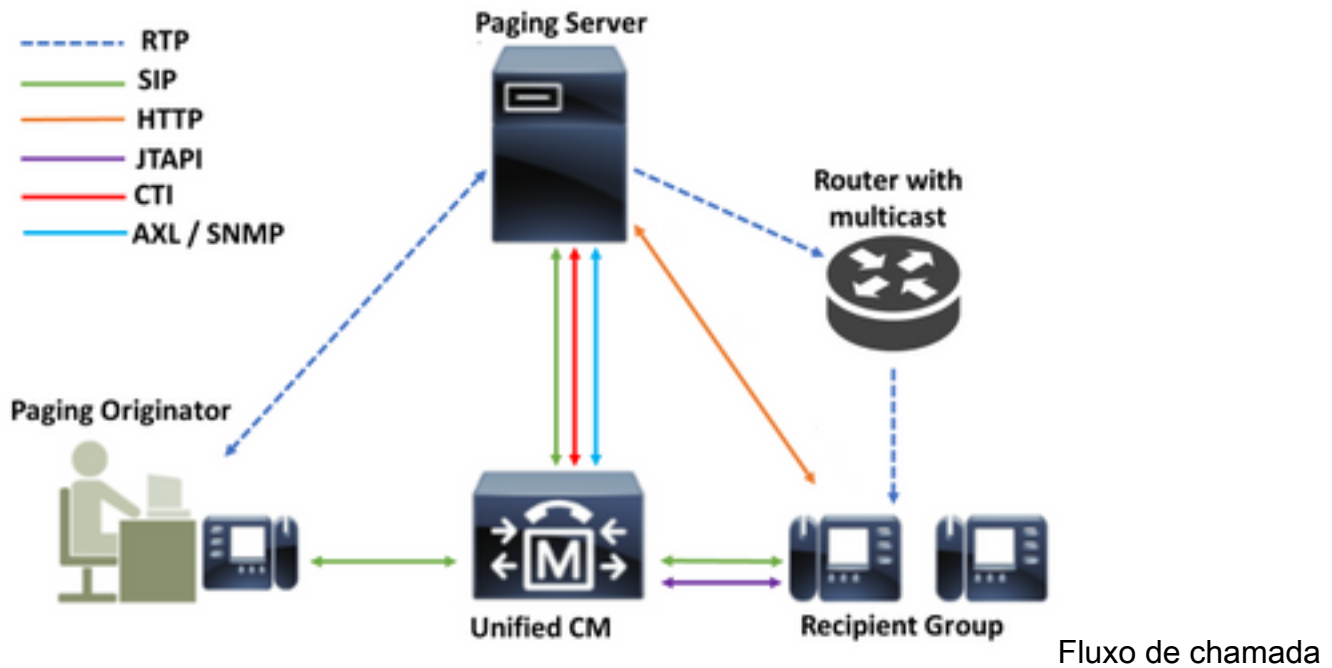 Paging Server
RTP
SIP
HTTP
JTAPI
CTI
AXL / SNMP
Router with
multicast
Paging Originator
M
Unified CM
Recipient Group
Fluxo de chamada